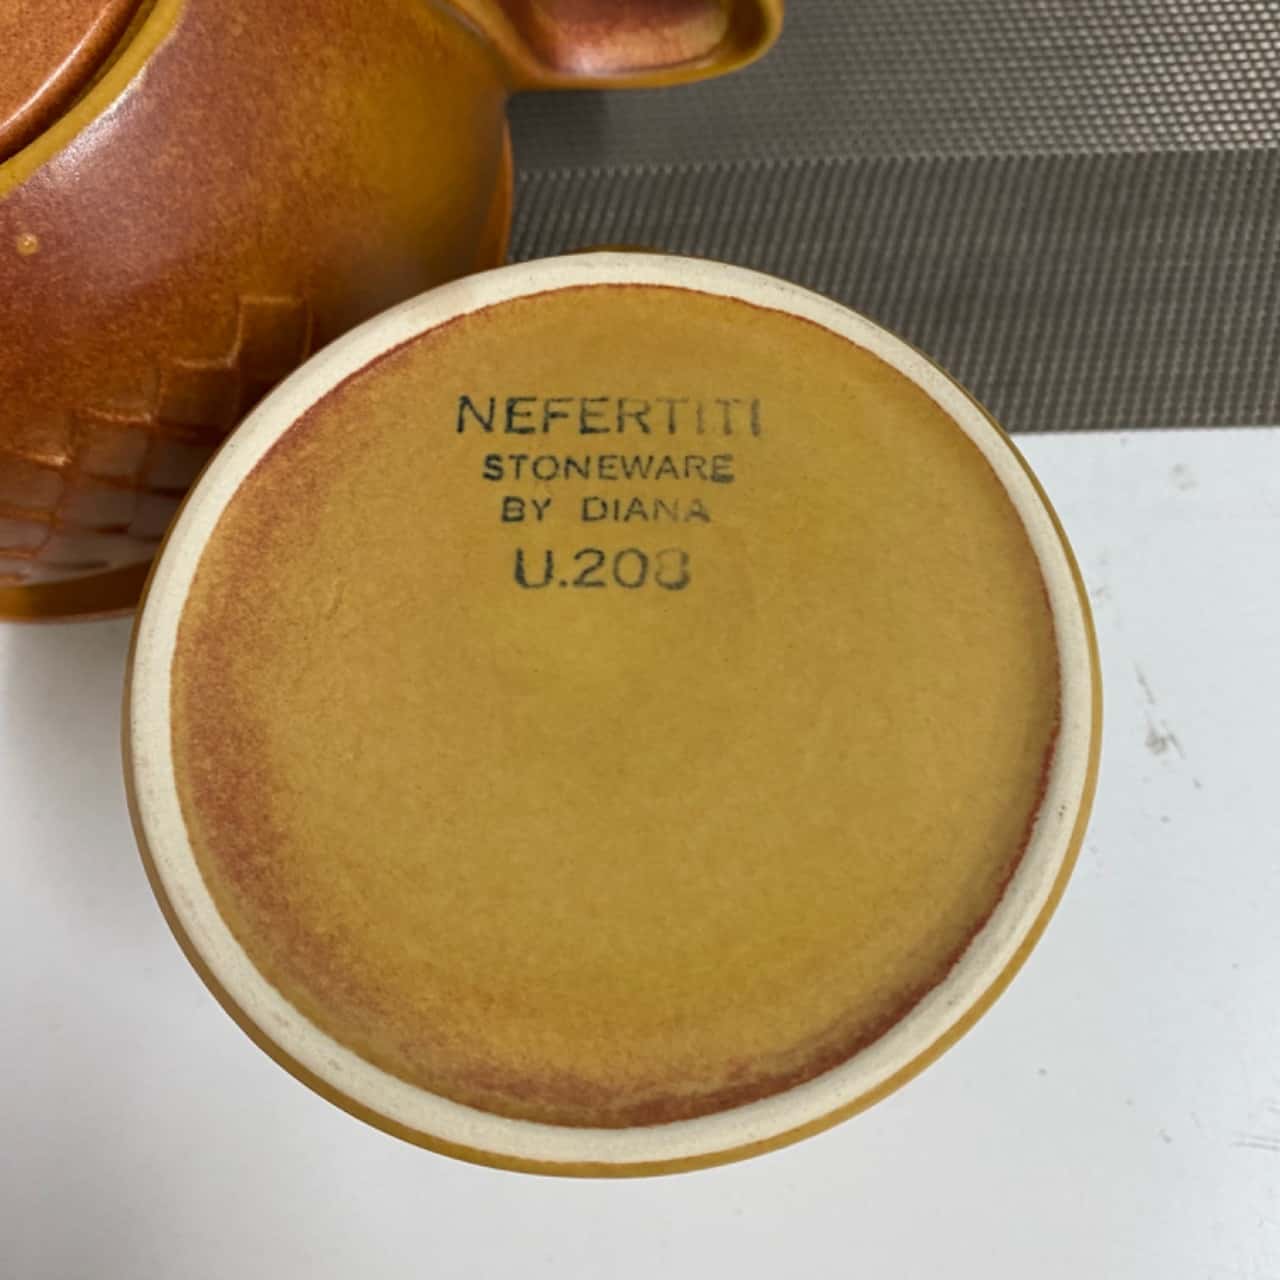 NEFERTITI
STONEWARE
BY DIANA
U.208